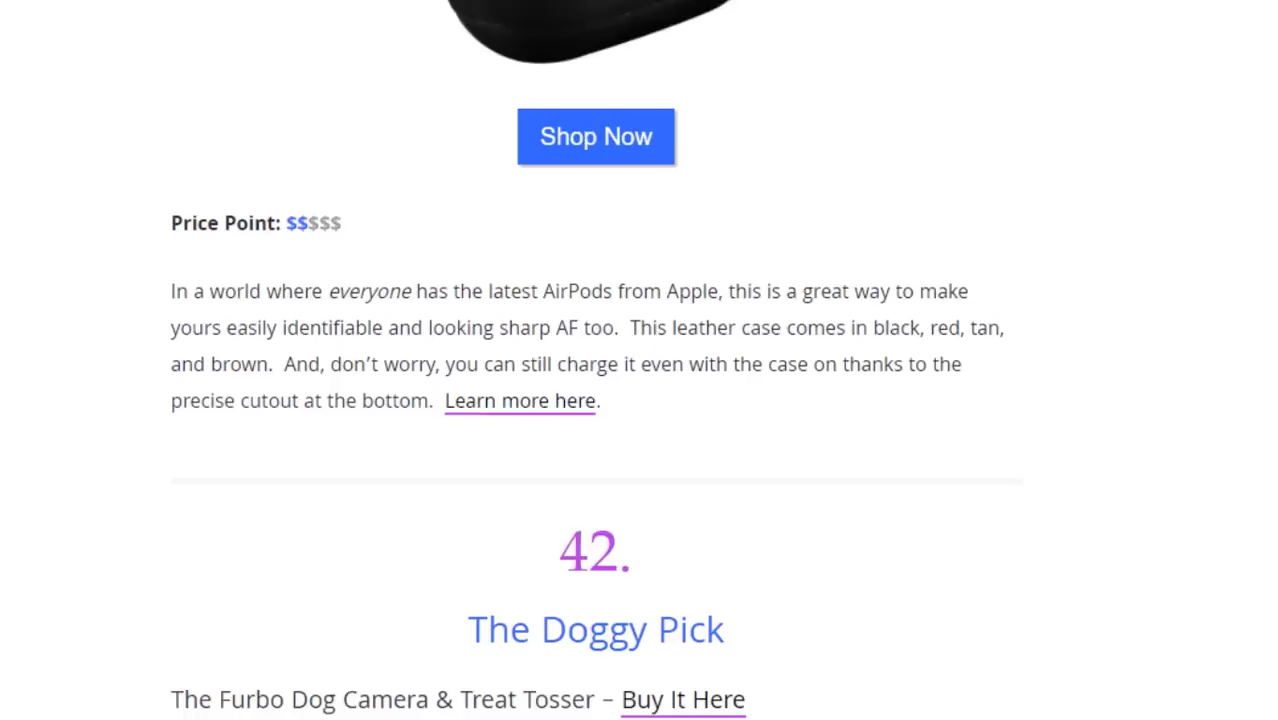 Shop Now
Price Point: $$$$$
In a world where everyone has the latest AirPods from Apple, this is a great way to make
yours easily identifiable and looking sharp AF too.  This leather case comes in black, red, tan,
and brown.  And, don’t worry, you can still charge it even with the case on thanks to the
precise cutout at the bottom.  Learn more here.
42.
The Doggy Pick
The Furbo Dog Camera & Treat Tosser – Buy It Here